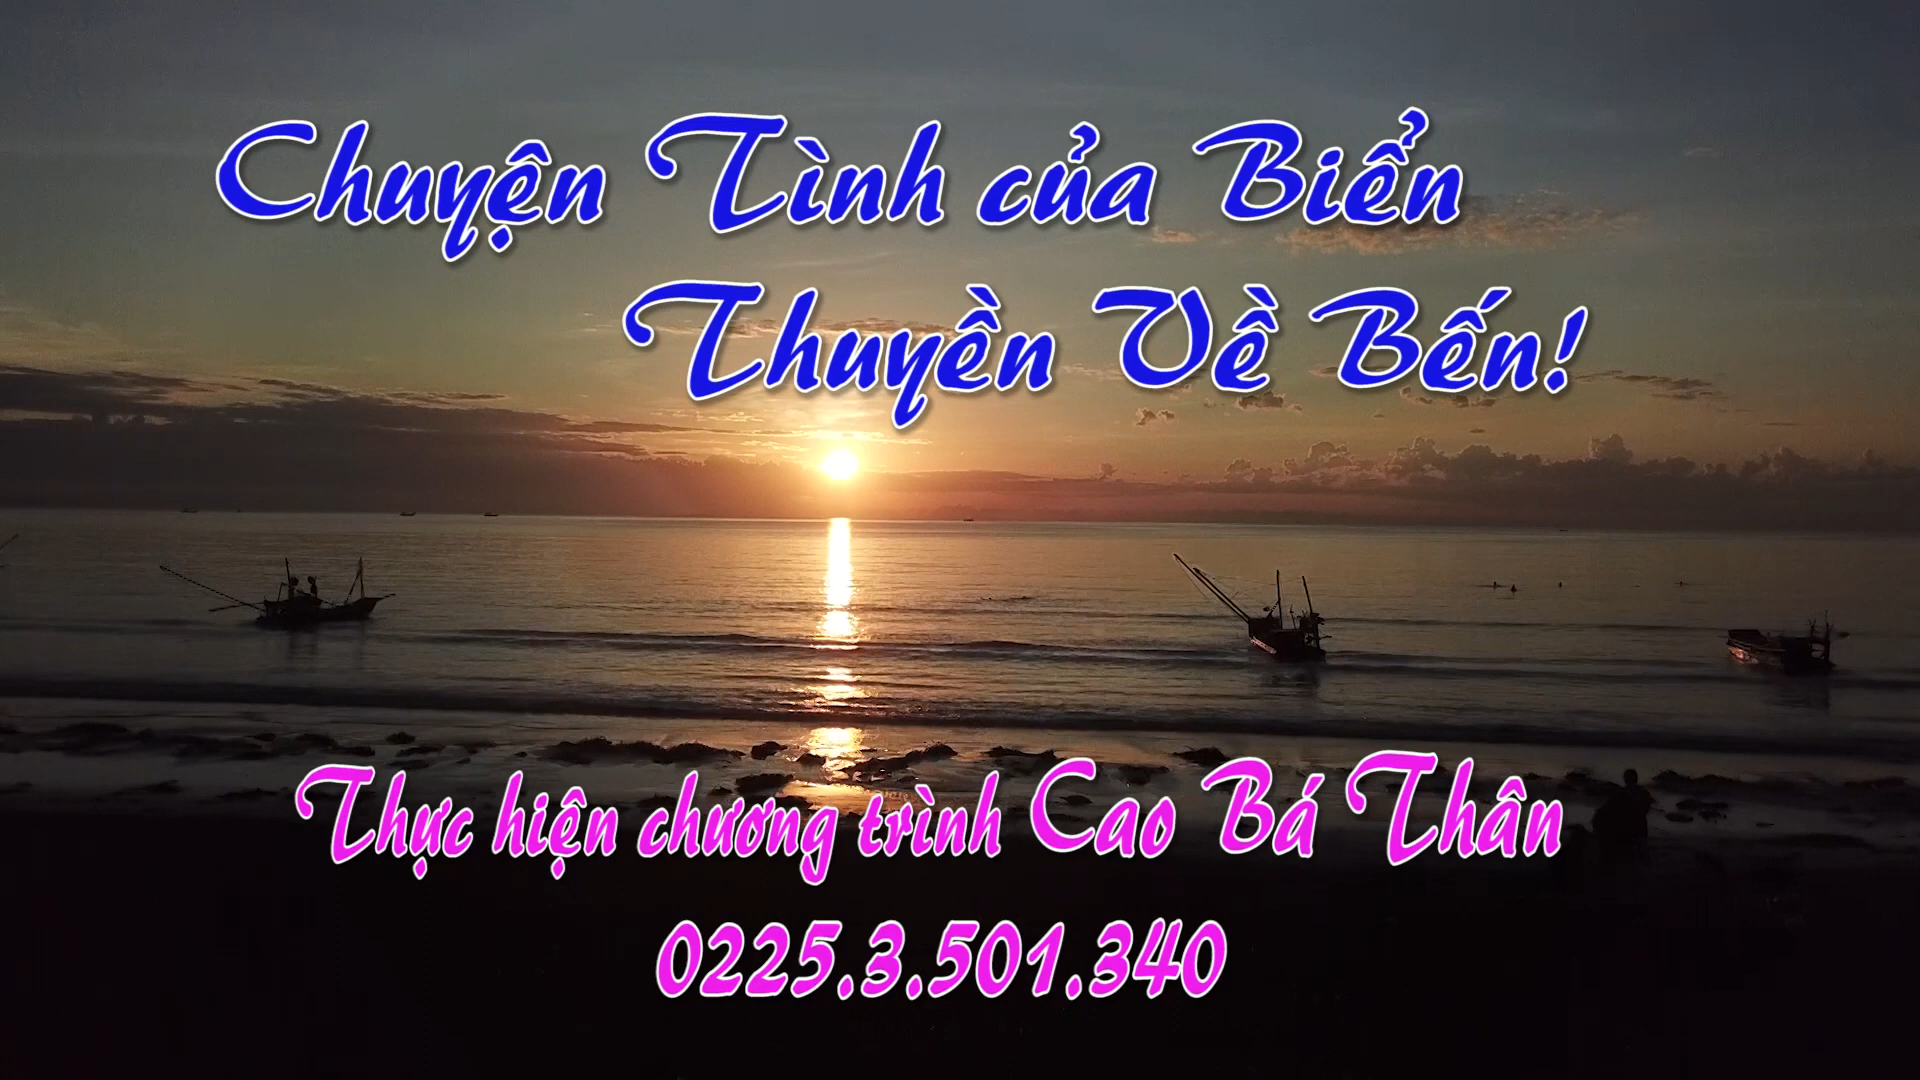 Chuyện Tình của Biển
Thuyền Về Bến!
Thực hiện chương trình Cao Bá Thân
0225.3.501.340